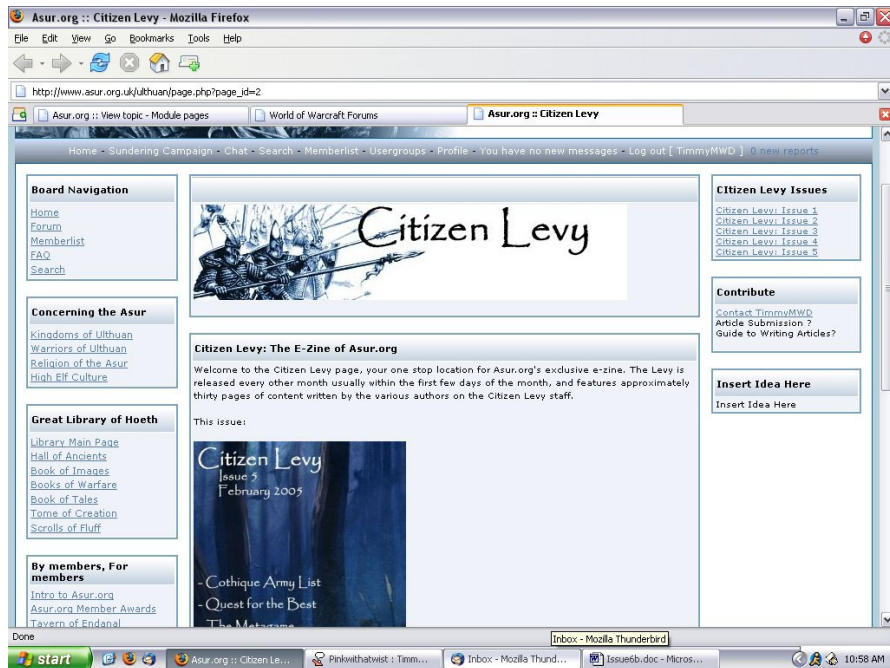 Asur.org :: Citizen Levy - Mozilla Firefox
File Edit View Go Bookmarks Tools Help
http://www.asur.org.uk/ulthuan/page.php?page_id=2
Asur.org :: View topic - Module pages
World of Warcraft Forums
Asur.org :: Citizen Levy
Home - Sundering Campaign - Chat - Search - Memberlist - Usergroups - Profile - You have no new messages - Log out [ TimmyMWD ] 0 new reports
Board Navigation
Home
Forum
Memberlist
FAQ
Search
Concerning the Asur
Kingdoms of Ulthuan
Warriors of Ulthuan
Religion of the Asur
High Elf Culture
Great Library of Hoeth
Library Main Page
Hall of Ancients
Book of Images
Books of Warfare
Book of Tales
Tome of Creation
Scrolls of Fluff
By members, For
members
Intro to Asur.org
Asur.org Member Awards
Tavern of Endanal
Citizen Levy
Citizen Levy: The E-Zine of Asur.org
Welcome to the Citizen Levy page, your one stop location for Asur.org's exclusive e-zine. The Levy is
released every other month usually within the first few days of the month, and features approximately
thirty pages of content written by the various authors on the Citizen Levy staff.
This issue:
Citizen Levy
Issue 5
February 2005
- Cothique Army List
- Quest for the Best
- The Metagame
CItizen Levy Issues
Citizen Levy: Issue 1
Citizen Levy: Issue 2
Citizen Levy: Issue 3
Citizen Levy: Issue 4
Citizen Levy: Issue 5
Contribute
Contact TimmyMWD
Article Submission ?
Guide to Writing Articles?
Insert Idea Here
Insert Idea Here
Done
Inbox - Mozilla Thunderbird
start
Asur.org :: Citizen Le...
Pinkwithatwist : Timm...
Inbox - Mozilla Thund...
Issue6b.doc - Micros...
10:58 AM